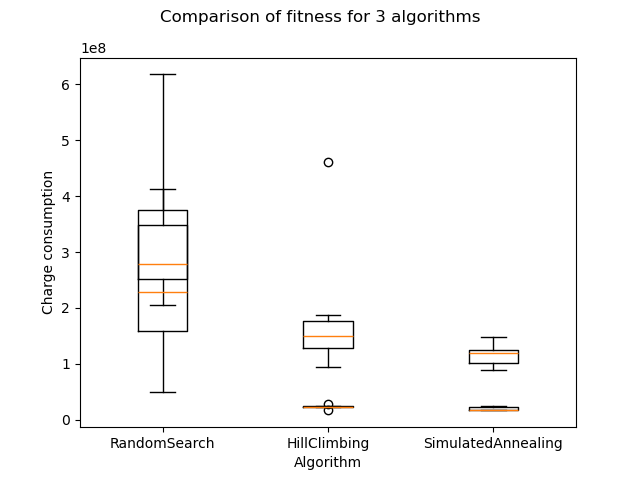 Comparison of fitness for 3 algorithms
1e8
6
5
4
3
2
1
0
Charge consumption
RandomSearch
HillClimbing
SimulatedAnnealing
Algorithm